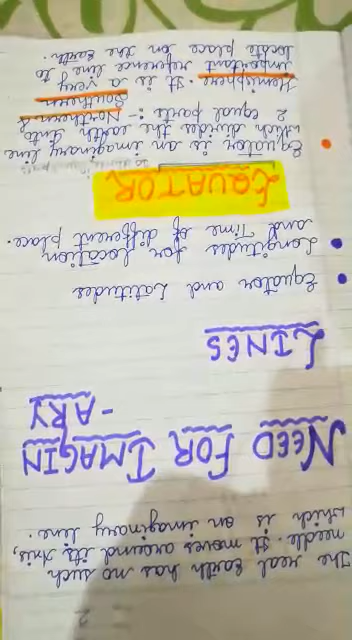 2
The real Earth has no such
needle. It moves around its axis,
which is an imaginary line.
NEED FOR IMAGIN
-ARY
LINES
Equator and Latitudes
Longitudes for location
and Time of different place.
EQUATOR
Equator is an imaginary line
which divides the earth into
2 equal parts :- Northern &
Southern
Hemisphere. It is a very
important reference line to
locate place on the Earth.